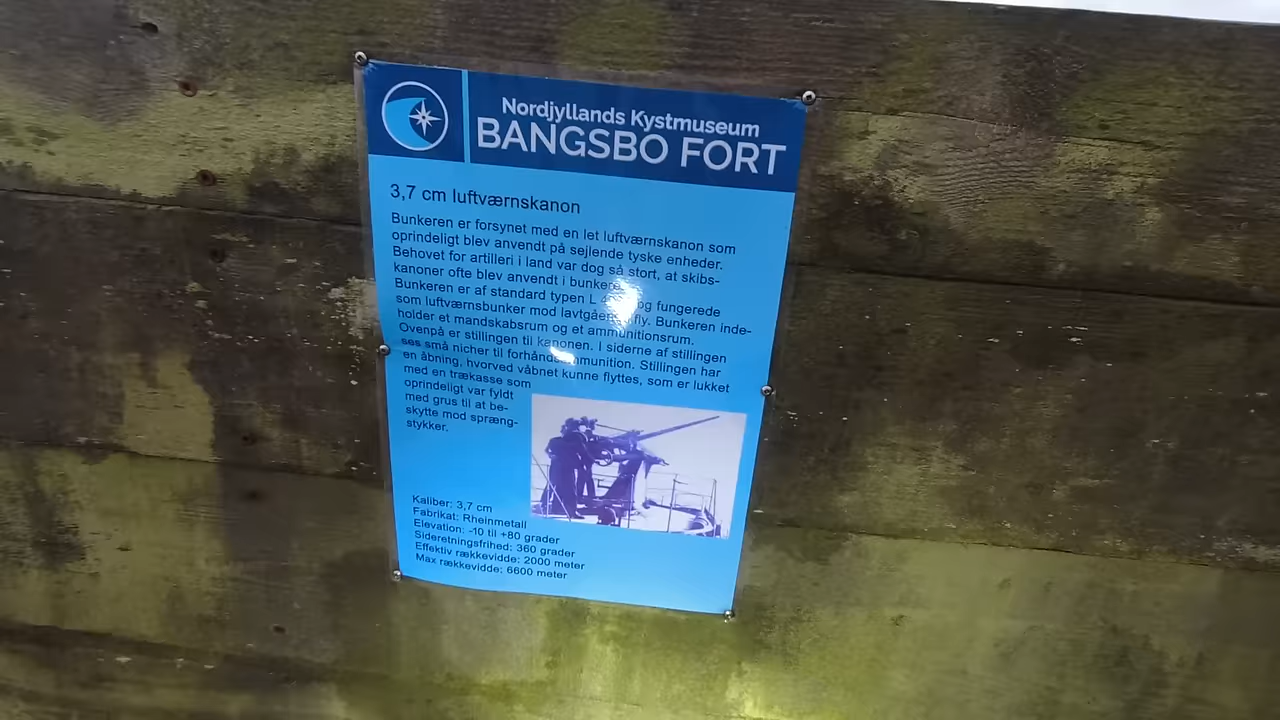 Nordjyllands Kystmuseum
BANGSBO FORT
3,7 cm luftværnskanon
Bunkeren er forsynet med en let luftværnskanon som
oprindeligt blev anvendt på sejlende tyske enheder.
Behovet for artilleri i land var dog så stort, at skibs-
kanoner ofte blev anvendt i bunkere.
Bunkeren er af standard typen L og fungerede
som luftværnsbunker mod lavtgående fly. Bunkeren inde-
holder et mandskabsrum og et ammunitionsrum.
Ovenpå er stillingen til kanonen. I siderne af stillingen
ses små nicher til forhåndsammunition. Stillingen har
en åbning, hvorved våbnet kunne flyttes, som er lukket
med en trækasse som
oprindeligt var fyldt
med grus til at be-
skytte mod spræng-
stykker.
Kaliber: 3,7 cm
Fabrikat: Rheinmetall
Elevation: -10 til +80 grader
Sideretningsfrihed: 360 grader
Effektiv rækkevidde: 2000 meter
Max rækkevidde: 6600 meter